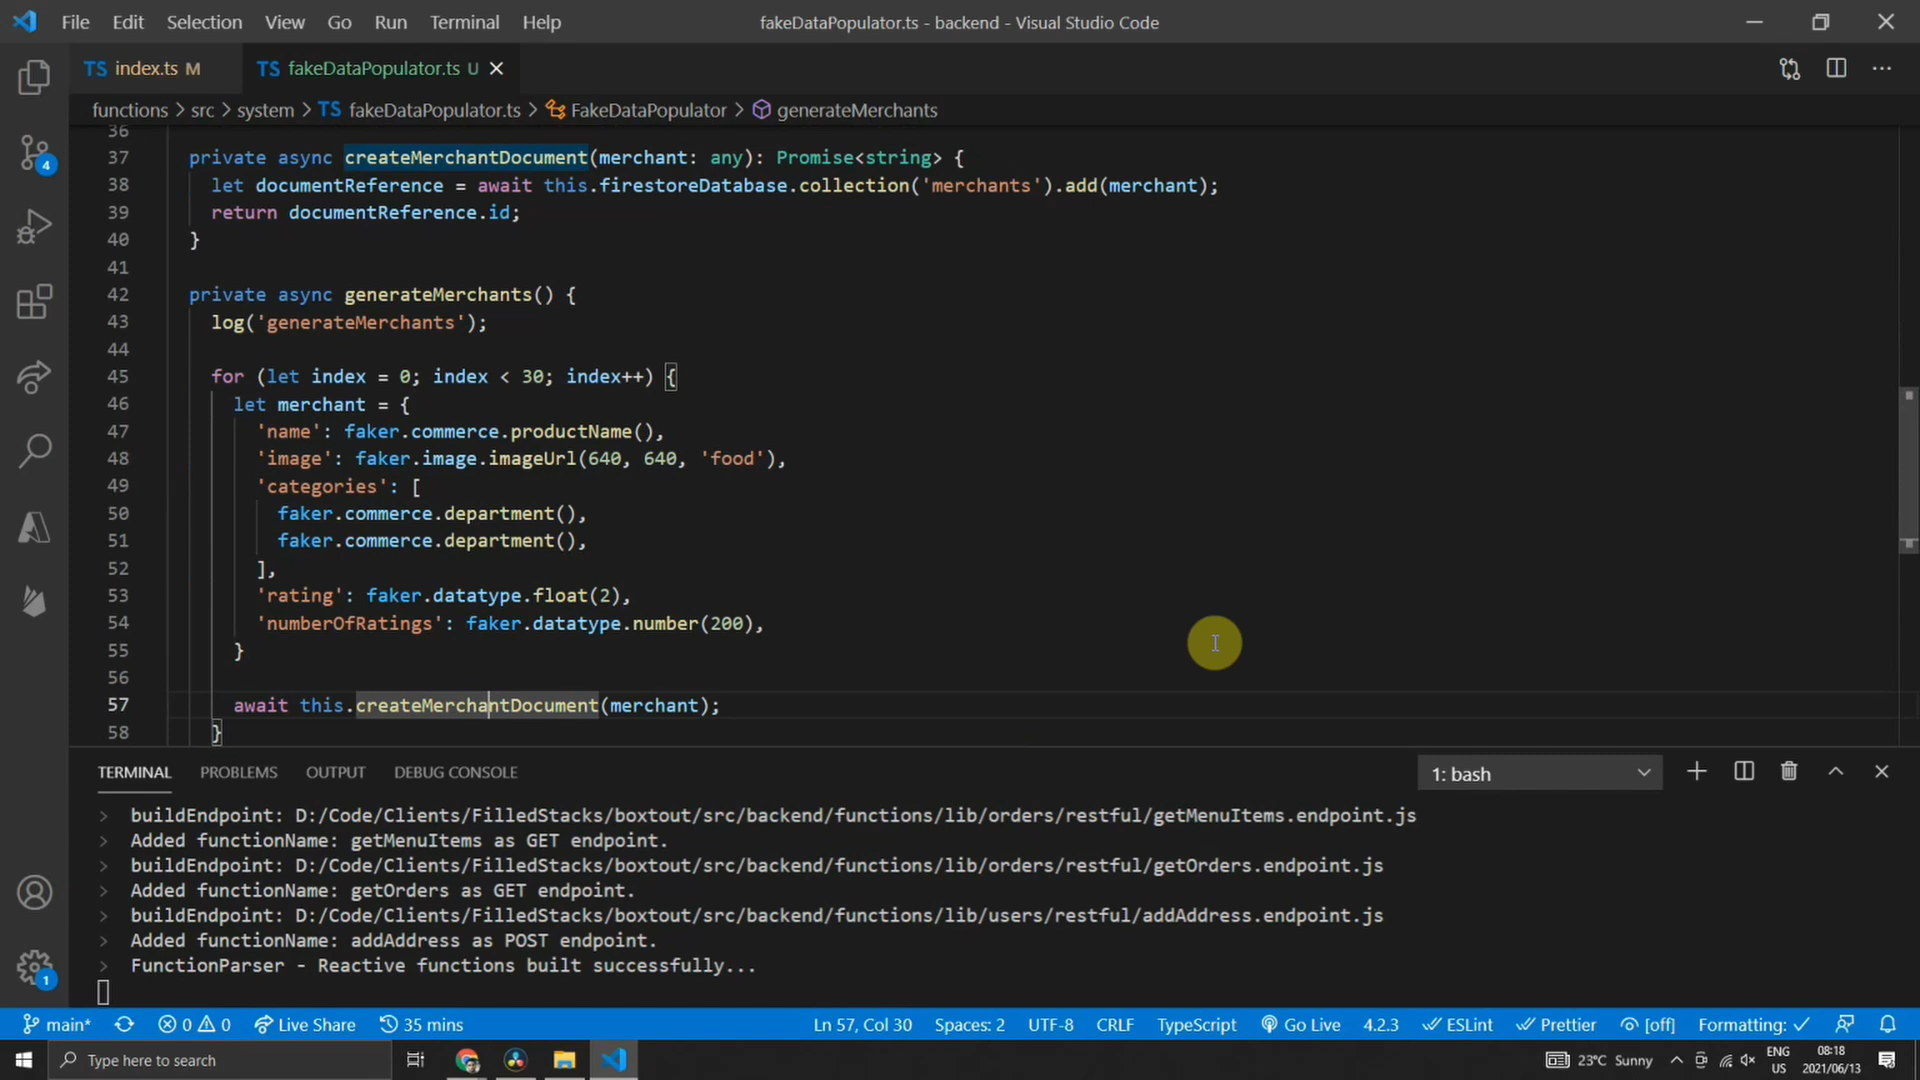 File Edit Selection View Go Run Terminal Help
fakeDataPopulator.ts - backend - Visual Studio Code
TS index.ts M
TS fakeDataPopulator.ts U
functions > src > system > TS fakeDataPopulator.ts > FakeDataPopulator > generateMerchants
36
37 private async createMerchantDocument(merchant: any): Promise<string> {
38 let documentReference = await this.firestoreDatabase.collection('merchants').add(merchant);
39 return documentReference.id;
40 }
41
42 private async generateMerchants() {
43 log('generateMerchants');
44
45 for (let index = 0; index < 30; index++) {
46 let merchant = {
47 'name': faker.commerce.productName(),
48 'image': faker.image.imageUrl(640, 640, 'food'),
49 'categories': [
50 faker.commerce.department(),
51 faker.commerce.department(),
52 ],
53 'rating': faker.datatype.float(2),
54 'numberOfRatings': faker.datatype.number(200),
55 }
56
57 await this.createMerchantDocument(merchant);
58 }
4
1
TERMINAL PROBLEMS OUTPUT DEBUG CONSOLE
1: bash
> buildEndpoint: D:/Code/Clients/FilledStacks/boxtout/src/backend/functions/lib/orders/restful/getMenuItems.endpoint.js
> Added functionName: getMenuItems as GET endpoint.
> buildEndpoint: D:/Code/Clients/FilledStacks/boxtout/src/backend/functions/lib/orders/restful/getOrders.endpoint.js
> Added functionName: getOrders as GET endpoint.
> buildEndpoint: D:/Code/Clients/FilledStacks/boxtout/src/backend/functions/lib/users/restful/addAddress.endpoint.js
> Added functionName: addAddress as POST endpoint.
> FunctionParser - Reactive functions built successfully...
main* 0 0 Live Share 35 mins
Ln 57, Col 30 Spaces: 2 UTF-8 CRLF TypeScript Go Live 4.2.3 ESLint Prettier [off] Formatting: ✓
Type here to search
23°C Sunny
ENG
US
08:18
2021/06/13